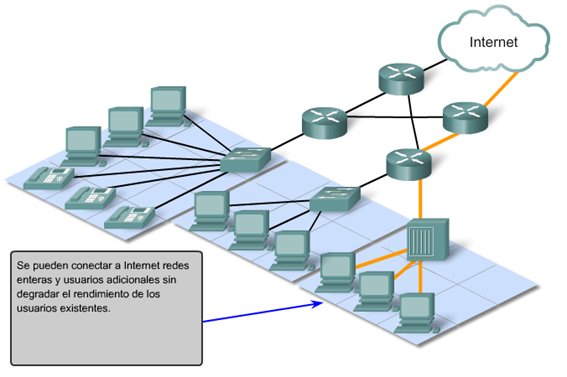 Internet
Se pueden conectar a Internet redes
enteras y usuarios adicionales sin
degradar el rendimiento de los
usuarios existentes.